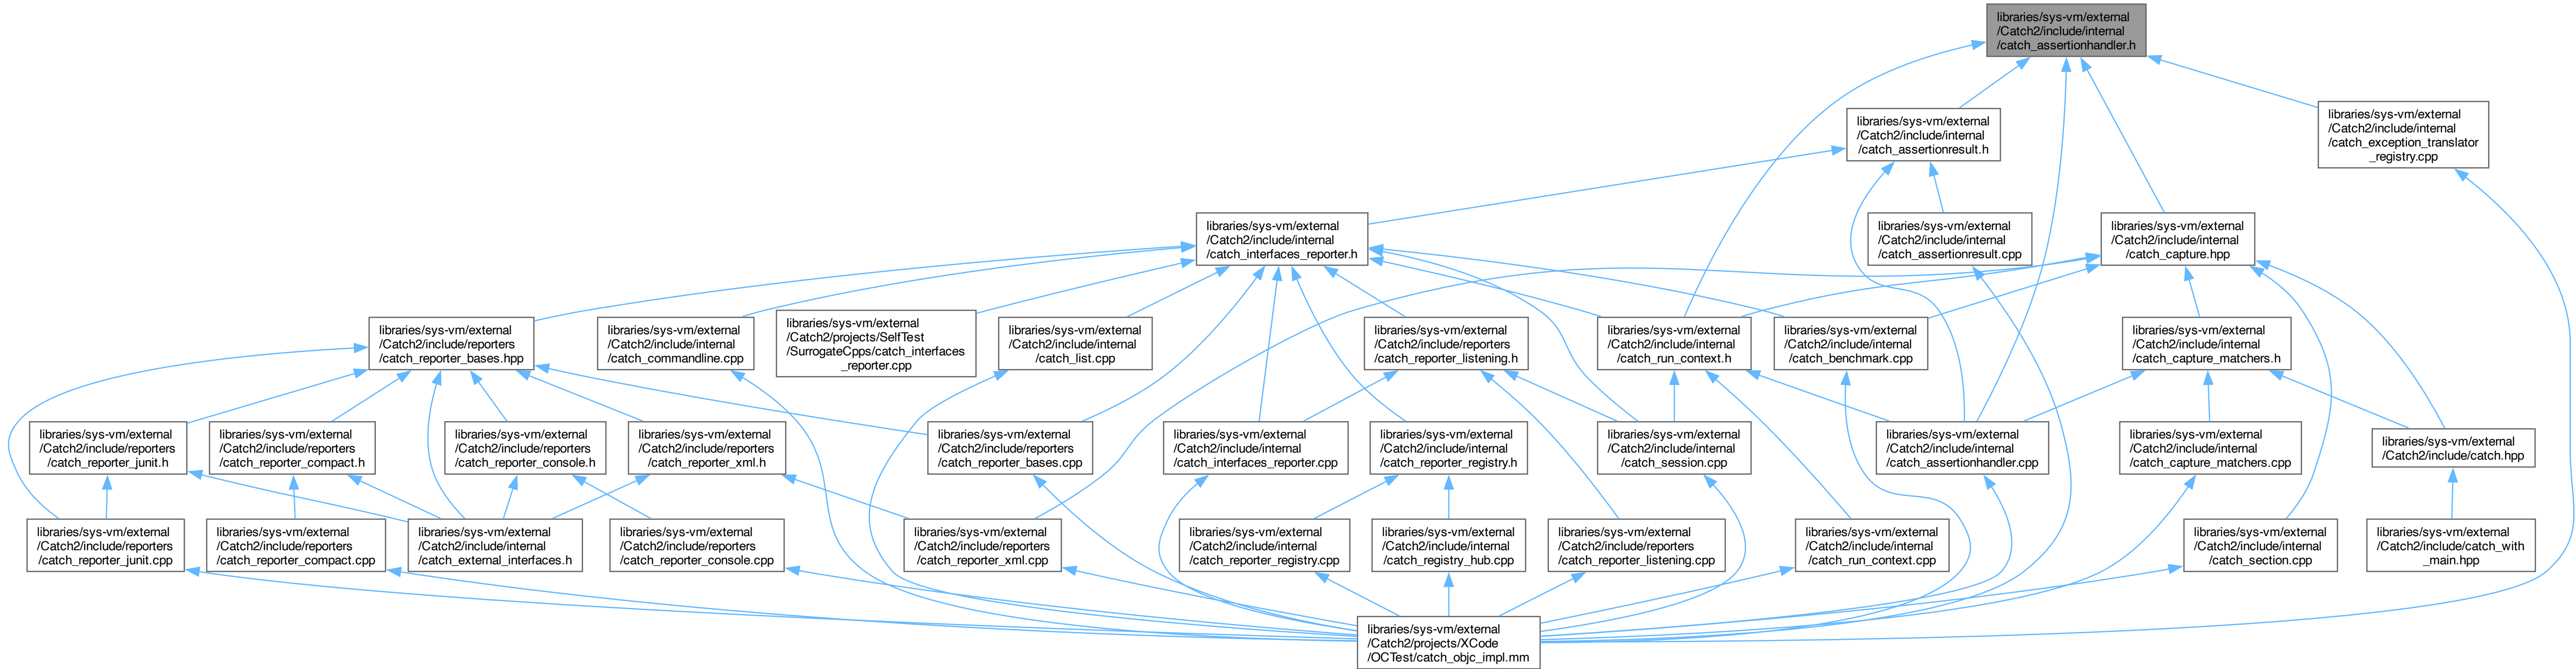 libraries/sys-vm/external
/Catch2/include/internal
/catch_assertionhandler.h
libraries/sys-vm/external
/Catch2/include/internal
/catch_assertionresult.h
libraries/sys-vm/external
/Catch2/include/internal
/catch_exception_translator
_registry.cpp
libraries/sys-vm/external
/Catch2/include/internal
/catch_interfaces_reporter.h
libraries/sys-vm/external
/Catch2/include/internal
/catch_assertionresult.cpp
libraries/sys-vm/external
/Catch2/include/internal
/catch_capture.hpp
libraries/sys-vm/external
/Catch2/include/reporters
/catch_reporter_bases.hpp
libraries/sys-vm/external
/Catch2/include/internal
/catch_commandline.cpp
libraries/sys-vm/external
/Catch2/projects/SelfTest
/SurrogateCpps/catch_interfaces
_reporter.cpp
libraries/sys-vm/external
/Catch2/include/internal
/catch_list.cpp
libraries/sys-vm/external
/Catch2/include/reporters
/catch_reporter_listening.h
libraries/sys-vm/external
/Catch2/include/internal
/catch_run_context.h
libraries/sys-vm/external
/Catch2/include/internal
/catch_benchmark.cpp
libraries/sys-vm/external
/Catch2/include/internal
/catch_capture_matchers.h
libraries/sys-vm/external
/Catch2/include/reporters
/catch_reporter_junit.h
libraries/sys-vm/external
/Catch2/include/reporters
/catch_reporter_compact.h
libraries/sys-vm/external
/Catch2/include/reporters
/catch_reporter_console.h
libraries/sys-vm/external
/Catch2/include/reporters
/catch_reporter_xml.h
libraries/sys-vm/external
/Catch2/include/reporters
/catch_reporter_bases.cpp
libraries/sys-vm/external
/Catch2/include/internal
/catch_interfaces_reporter.cpp
libraries/sys-vm/external
/Catch2/include/internal
/catch_reporter_registry.h
libraries/sys-vm/external
/Catch2/include/internal
/catch_session.cpp
libraries/sys-vm/external
/Catch2/include/internal
/catch_assertionhandler.cpp
libraries/sys-vm/external
/Catch2/include/internal
/catch_capture_matchers.cpp
libraries/sys-vm/external
/Catch2/include/catch.hpp
libraries/sys-vm/external
/Catch2/include/reporters
/catch_reporter_junit.cpp
libraries/sys-vm/external
/Catch2/include/reporters
/catch_reporter_compact.cpp
libraries/sys-vm/external
/Catch2/include/internal
/catch_external_interfaces.h
libraries/sys-vm/external
/Catch2/include/reporters
/catch_reporter_console.cpp
libraries/sys-vm/external
/Catch2/include/reporters
/catch_reporter_xml.cpp
libraries/sys-vm/external
/Catch2/include/internal
/catch_reporter_registry.cpp
libraries/sys-vm/external
/Catch2/include/internal
/catch_registry_hub.cpp
libraries/sys-vm/external
/Catch2/include/reporters
/catch_reporter_listening.cpp
libraries/sys-vm/external
/Catch2/include/internal
/catch_run_context.cpp
libraries/sys-vm/external
/Catch2/include/internal
/catch_section.cpp
libraries/sys-vm/external
/Catch2/include/catch_with
_main.hpp
libraries/sys-vm/external
/Catch2/projects/XCode
/OCTest/catch_objc_impl.mm